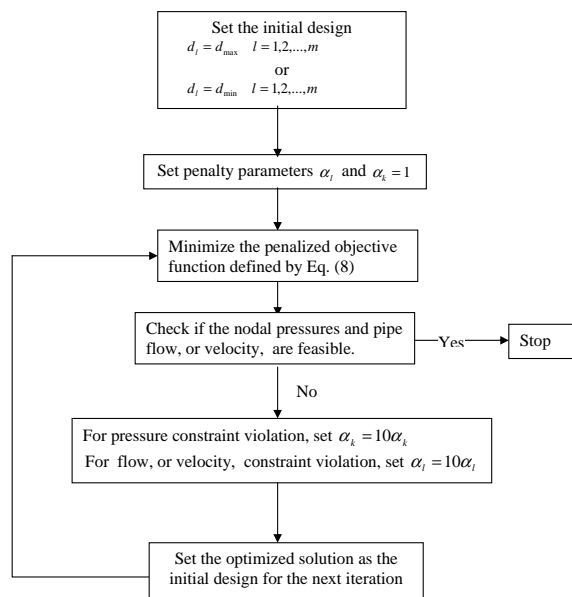 Set the initial design
d_l = d_max l = 1,2,...,m
or
d_l = d_min l = 1,2,...,m
Set penalty parameters α_l and α_k = 1
Minimize the penalized objective
function defined by Eq. (8)
Check if the nodal pressures and pipe
flow, or velocity, are feasible.
Yes
Stop
No
For pressure constraint violation, set α_k = 10α_k
For flow, or velocity, constraint violation, set α_l = 10α_l
Set the optimized solution as the
initial design for the next iteration